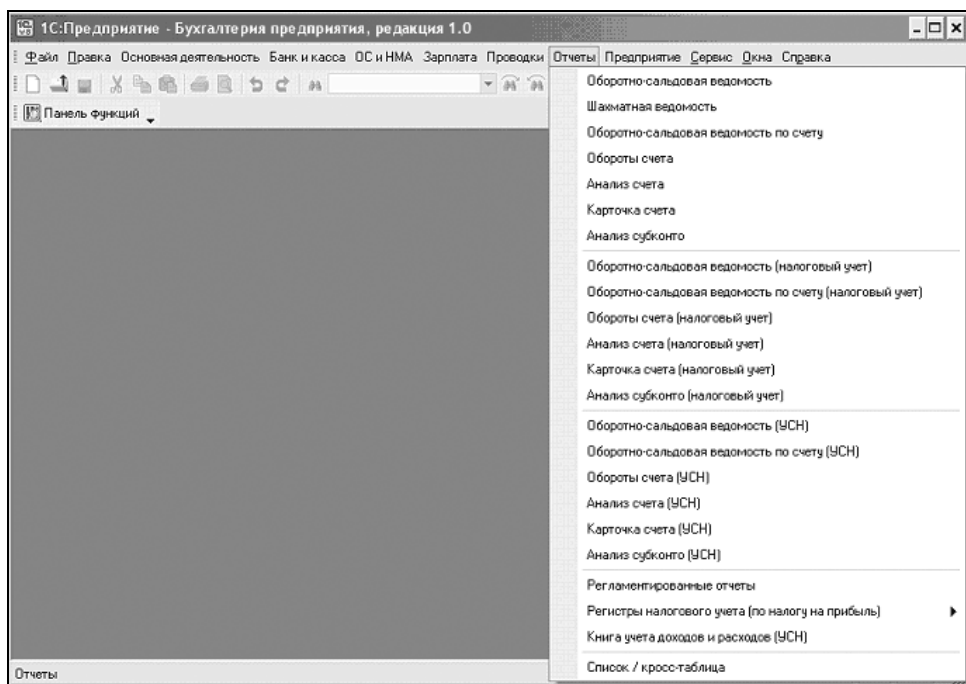 1С:Предприятие - Бухгалтерия предприятия, редакция 1.0
Файл Правка Основная деятельность Банк и касса ОС и НМА Зарплата Проводки Отчеты Предприятие Сервис Окна Справка
Панель функций
Оборотно-сальдовая ведомость
Шахматная ведомость
Оборотно-сальдовая ведомость по счету
Обороты счета
Анализ счета
Карточка счета
Анализ субконто
Оборотно-сальдовая ведомость (налоговый учет)
Оборотно-сальдовая ведомость по счету (налоговый учет)
Обороты счета (налоговый учет)
Анализ счета (налоговый учет)
Карточка счета (налоговый учет)
Анализ субконто (налоговый учет)
Оборотно-сальдовая ведомость (УСН)
Оборотно-сальдовая ведомость по счету (УСН)
Обороты счета (УСН)
Анализ счета (УСН)
Карточка счета (УСН)
Анализ субконто (УСН)
Регламентированные отчеты
Регистры налогового учета (по налогу на прибыль)
Книга учета доходов и расходов (УСН)
Список / кросс-таблица
Отчеты